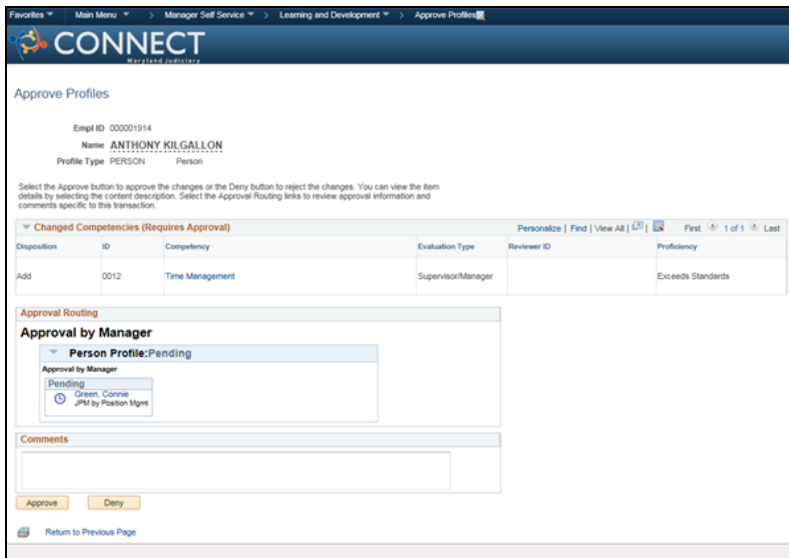 Favorites Main Menu > Manager Self Service > Learning and Development > Approve Profiles
CONNECT
Maryland Judiciary
Approve Profiles
Empl ID 000001914
Name ANTHONY KILGALLON
Profile Type PERSON Person
Select the Approve button to approve the changes or the Deny button to reject the changes. You can view the item
details by selecting the content description. Select the Approval Routing links to review approval information and
comments specific to this transaction.
Changed Competencies (Requires Approval) Personalize | Find | View All | | First 1 of 1 Last
Disposition ID Competency Evaluation Type Reviewer ID Proficiency
Add 0012 Time Management Supervisor/Manager Exceeds Standards
Approval Routing
Approval by Manager
Person Profile:Pending
Approval by Manager
Pending
Green, Connie
JPM by Position Mgmt
Comments
Approve Deny
Return to Previous Page